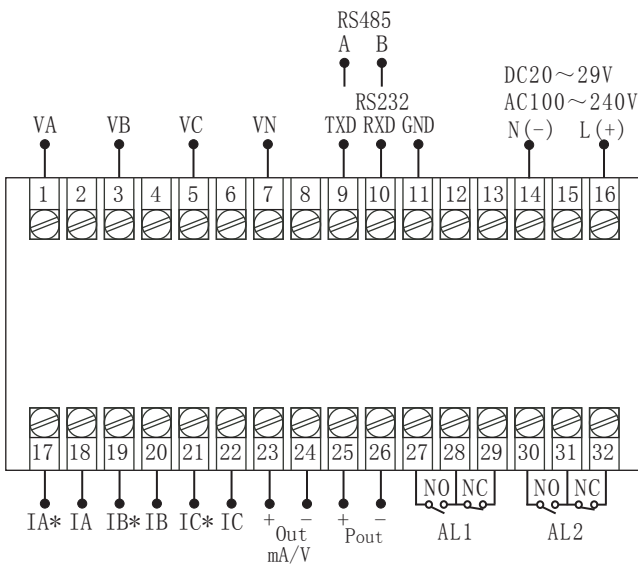 RS485
A B
DC20～29V
RS232 AC100～240V
VA VB VC VN TXD RXD GND N(-) L(+)
1 2 3 4 5 6 7 8 9 10 11 12 13 14 15 16
17 18 19 20 21 22 23 24 25 26 27 28 29 30 31 32
NO NC NO NC
IA* IA IB* IB IC* IC + - + -
Out Pout AL1 AL2
mA/V